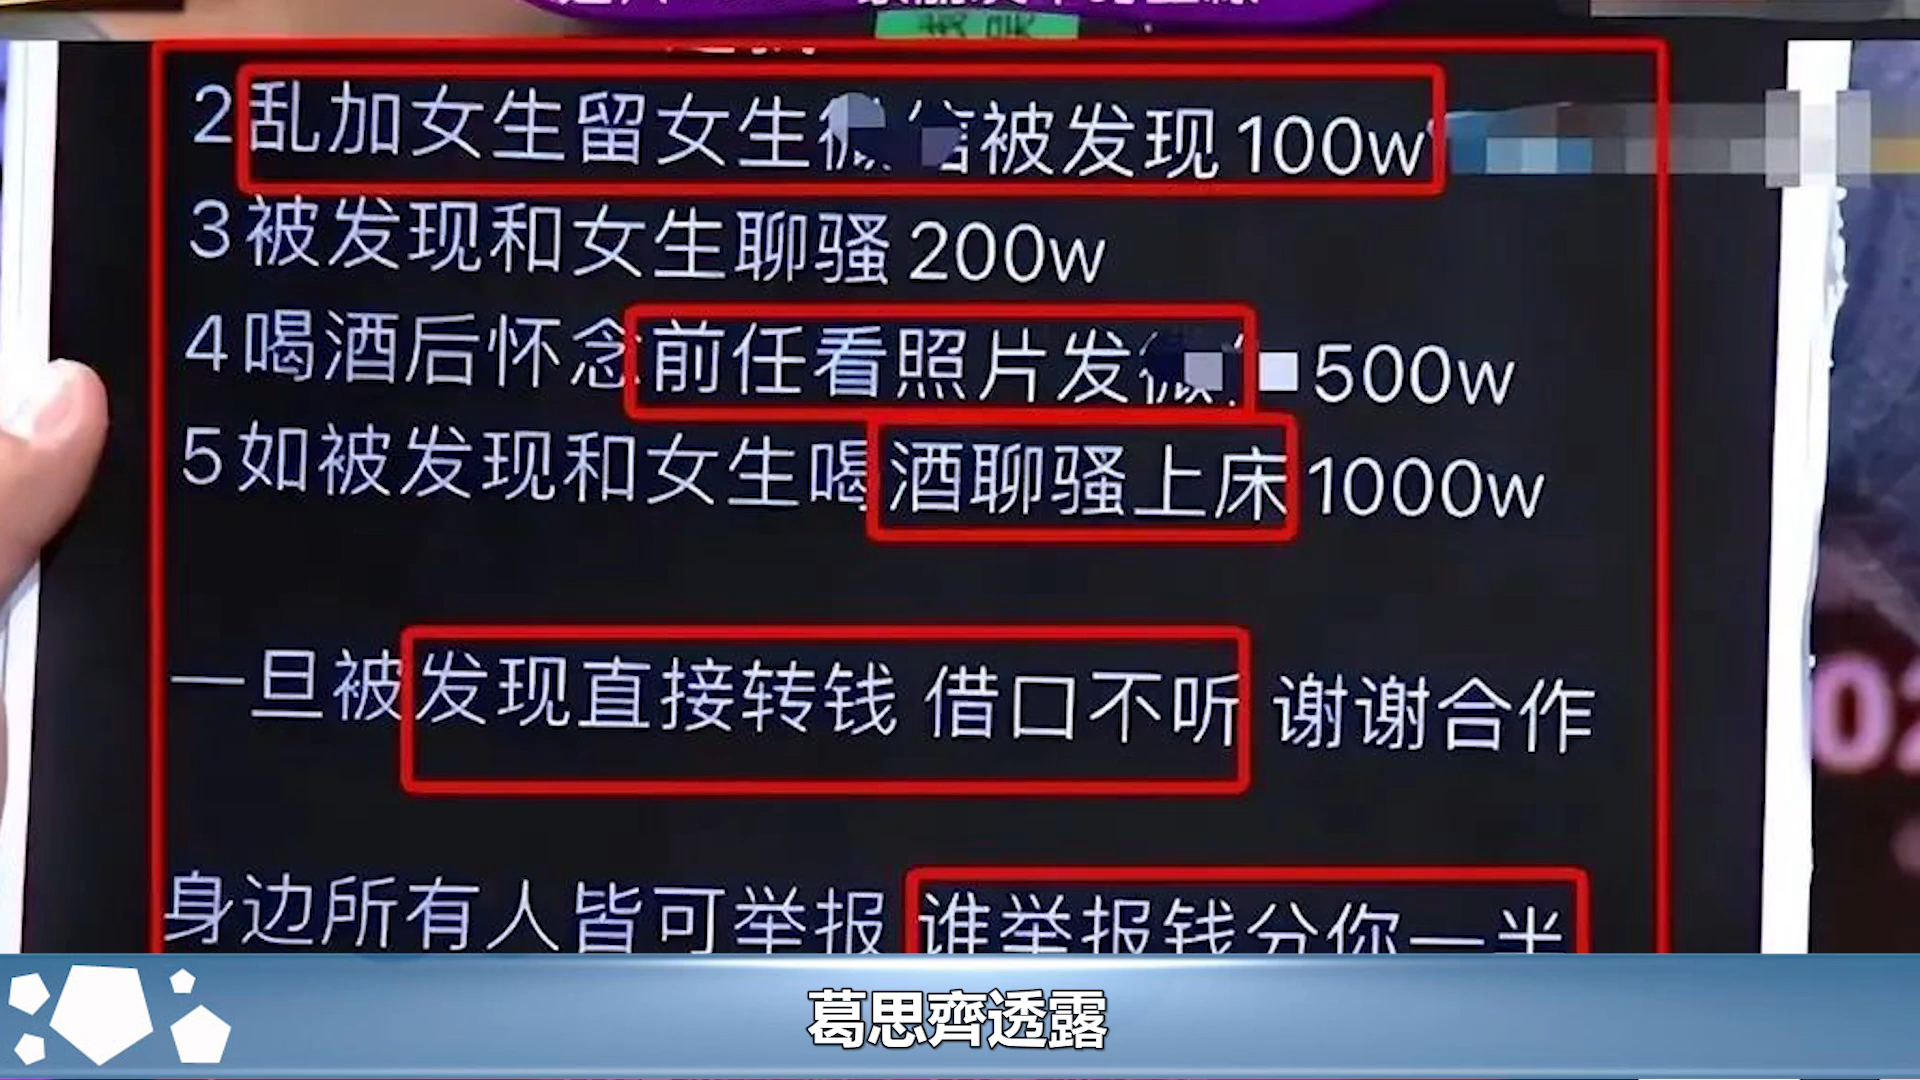 2乱加女生留女生微信被发现100w
3被发现和女生聊骚200w
4喝酒后怀念前任看照片发微 500w
5如被发现和女生喝酒聊骚上床1000w
一旦被发现直接转钱 借口不听 谢谢合作
身边所有人皆可举报 谁举报钱分你一半
葛思齊透露